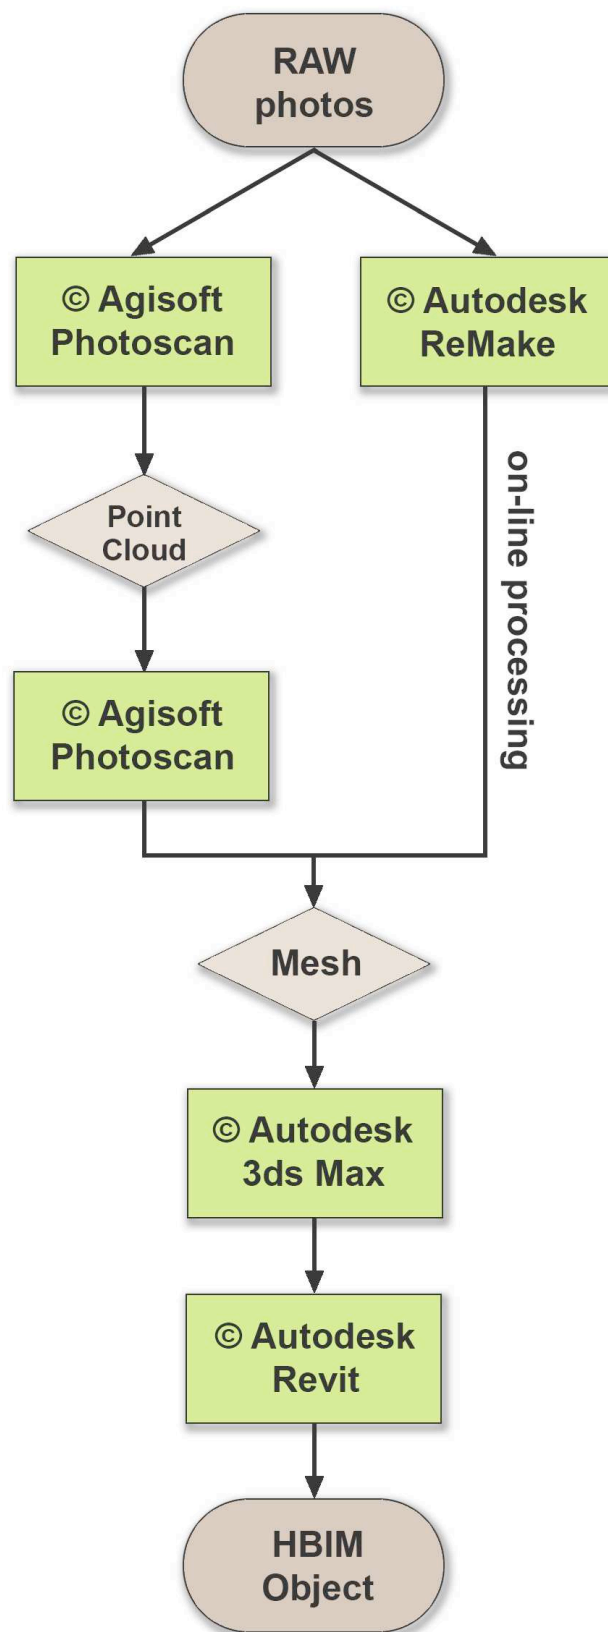 RAW
photos
© Agisoft
Photoscan
© Autodesk
ReMake
Point
Cloud
on-line processing
© Agisoft
Photoscan
Mesh
© Autodesk
3ds Max
© Autodesk
Revit
HBIM
Object